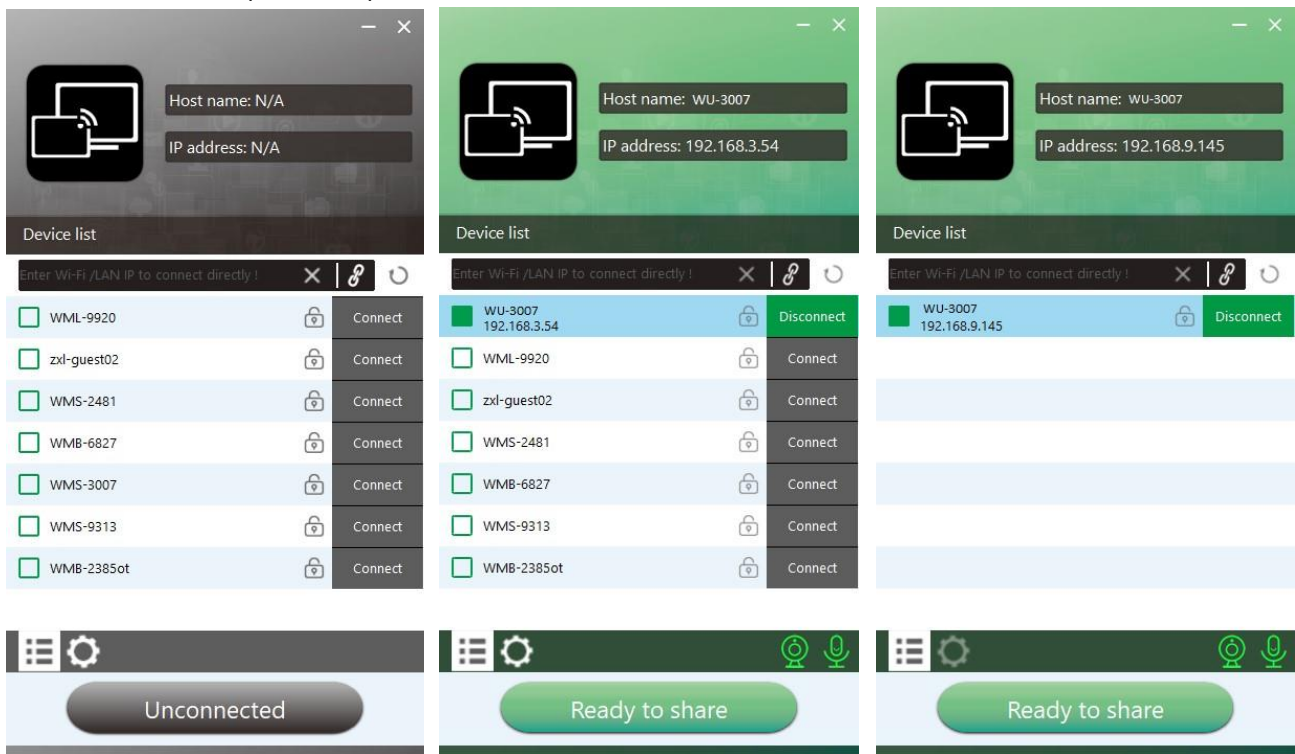 Host name: N/A
IP address: N/A
Device list
Enter Wi-Fi /LAN IP to connect directly !
WML-9920 Connect
zxl-guest02 Connect
WMS-2481 Connect
WMB-6827 Connect
WMS-3007 Connect
WMS-9313 Connect
WMB-2385ot Connect
Unconnected
Host name: WU-3007
IP address: 192.168.3.54
Device list
Enter Wi-Fi /LAN IP to connect directly !
WU-3007
192.168.3.54 Disconnect
WML-9920 Connect
zxl-guest02 Connect
WMS-2481 Connect
WMB-6827 Connect
WMS-9313 Connect
WMB-2385ot Connect
Ready to share
Host name: WU-3007
IP address: 192.168.9.145
Device list
Enter Wi-Fi /LAN IP to connect directly !
WU-3007
192.168.9.145 Disconnect
Ready to share